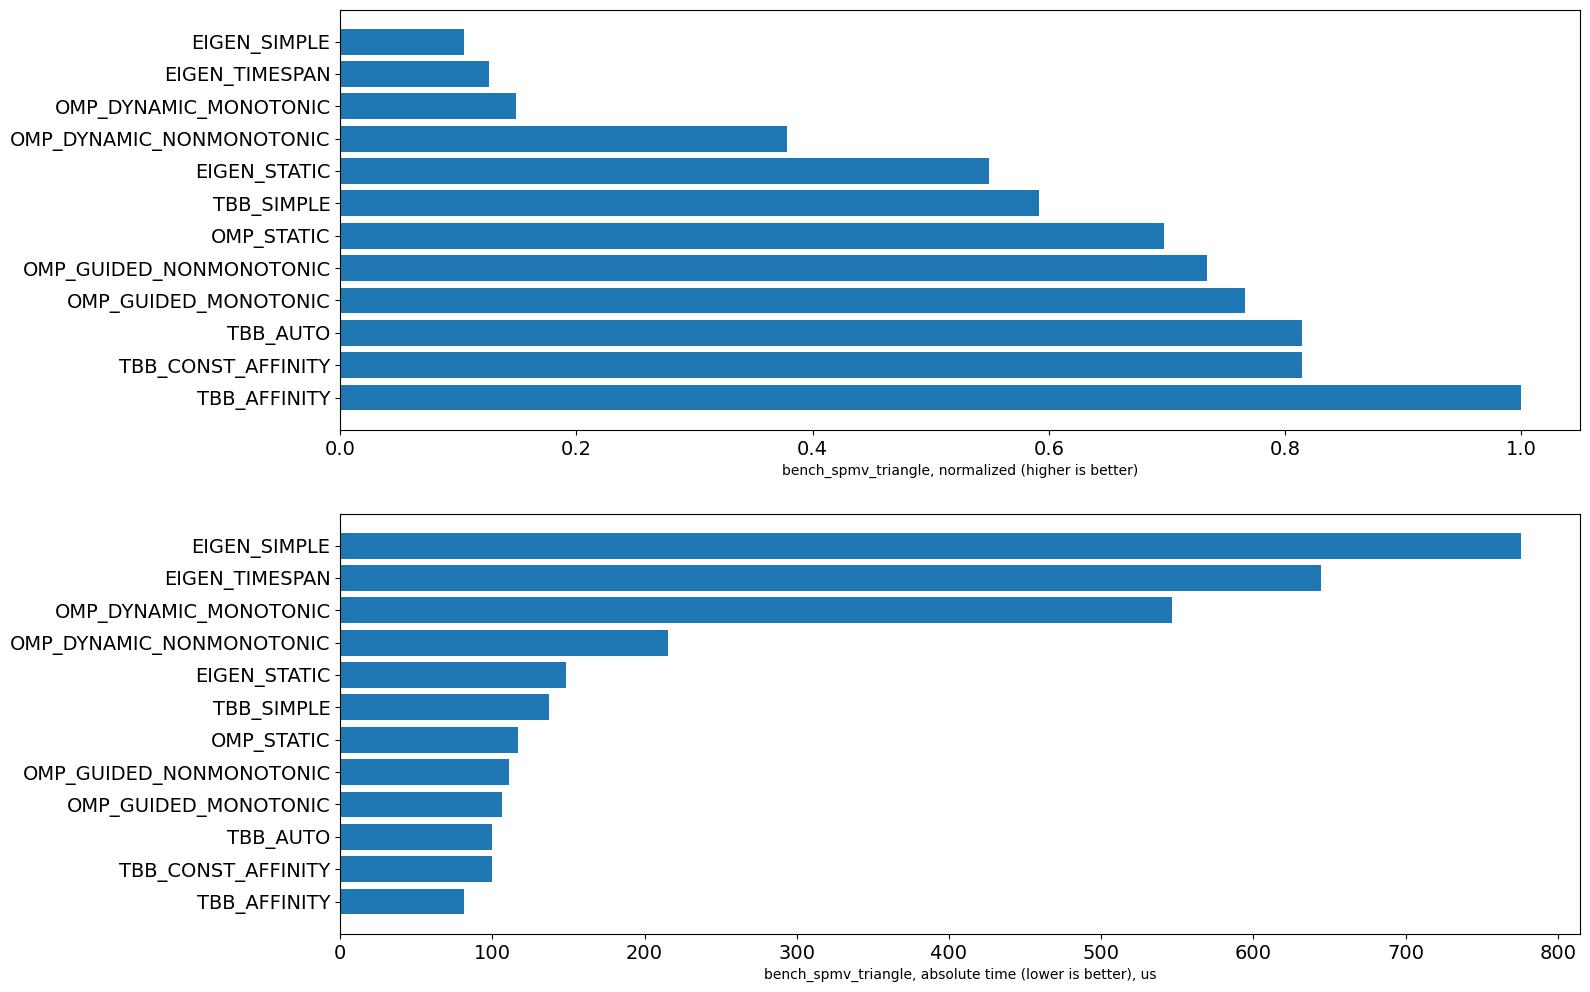 EIGEN_SIMPLE
EIGEN_TIMESPAN
OMP_DYNAMIC_MONOTONIC
OMP_DYNAMIC_NONMONOTONIC
EIGEN_STATIC
TBB_SIMPLE
OMP_STATIC
OMP_GUIDED_NONMONOTONIC
OMP_GUIDED_MONOTONIC
TBB_AUTO
TBB_CONST_AFFINITY
TBB_AFFINITY
0.0 0.2 0.4 0.6 0.8 1.0
bench_spmv_triangle, normalized (higher is better)
EIGEN_SIMPLE
EIGEN_TIMESPAN
OMP_DYNAMIC_MONOTONIC
OMP_DYNAMIC_NONMONOTONIC
EIGEN_STATIC
TBB_SIMPLE
OMP_STATIC
OMP_GUIDED_NONMONOTONIC
OMP_GUIDED_MONOTONIC
TBB_AUTO
TBB_CONST_AFFINITY
TBB_AFFINITY
0 100 200 300 400 500 600 700 800
bench_spmv_triangle, absolute time (lower is better), us